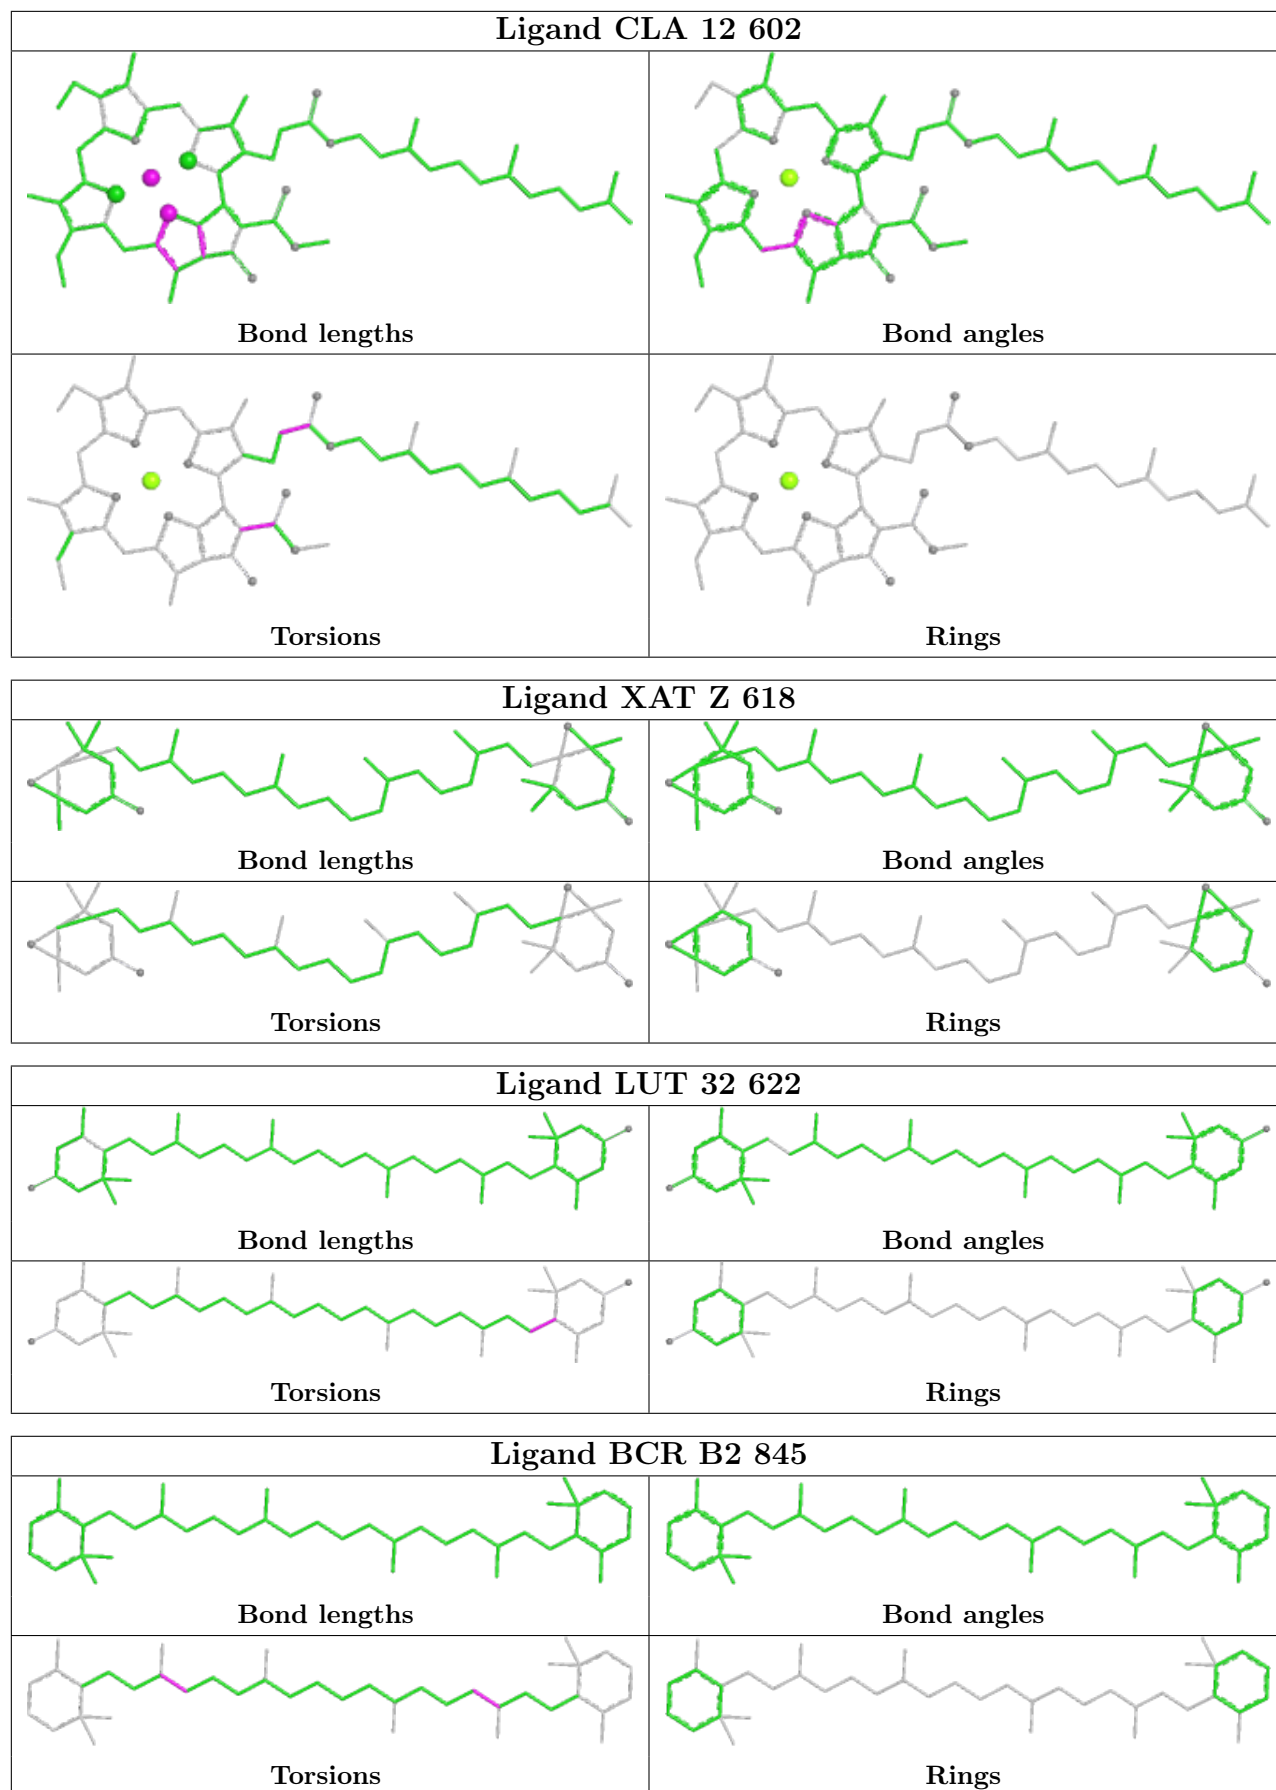 Ligand CLA 12 602
Bond lengths
Bond angles
Torsions
Rings
Ligand XAT Z 618
Bond lengths
Bond angles
Torsions
Rings
Ligand LUT 32 622
Bond lengths
Bond angles
Torsions
Rings
Ligand BCR B2 845
Bond lengths
Bond angles
Torsions
Rings